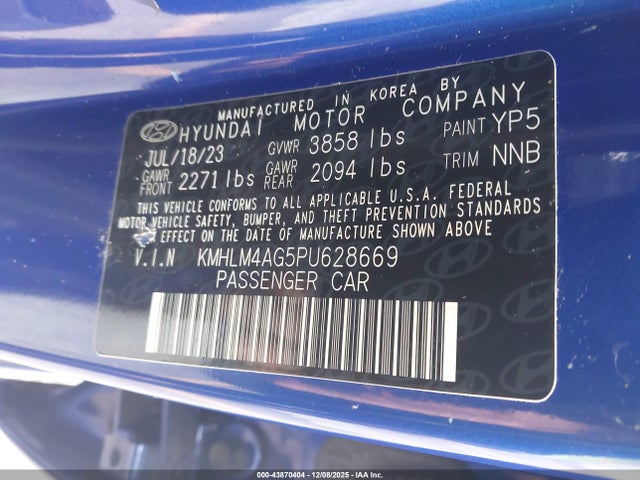 MANUFACTURED IN KOREA BY
HYUNDAI MOTOR COMPANY
JUL/18/23 GVWR 3858 lbs PAINT YP5
GAWR FRONT 2271 lbs GAWR REAR 2094 lbs TRIM NNB
THIS VEHICLE CONFORMS TO ALL APPLICABLE U.S.A. FEDERAL
MOTOR VEHICLE SAFETY, BUMPER, AND THEFT PREVENTION STANDARDS
IN EFFECT ON THE DATE OF MANUFACTURE SHOWN ABOVE
V.I.N KMHLM4AG5PU628669
PASSENGER CAR
000-43870404 | 12/08/2025 - Copart: IAA